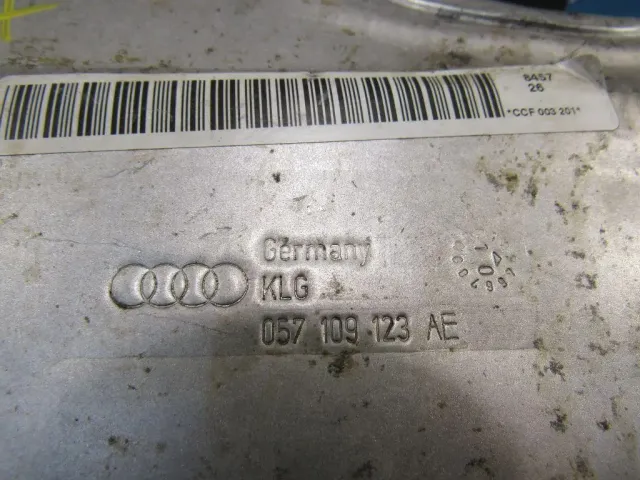 8457
26
*CCF 003 201*
Germany
KLG
057 109 123 AE